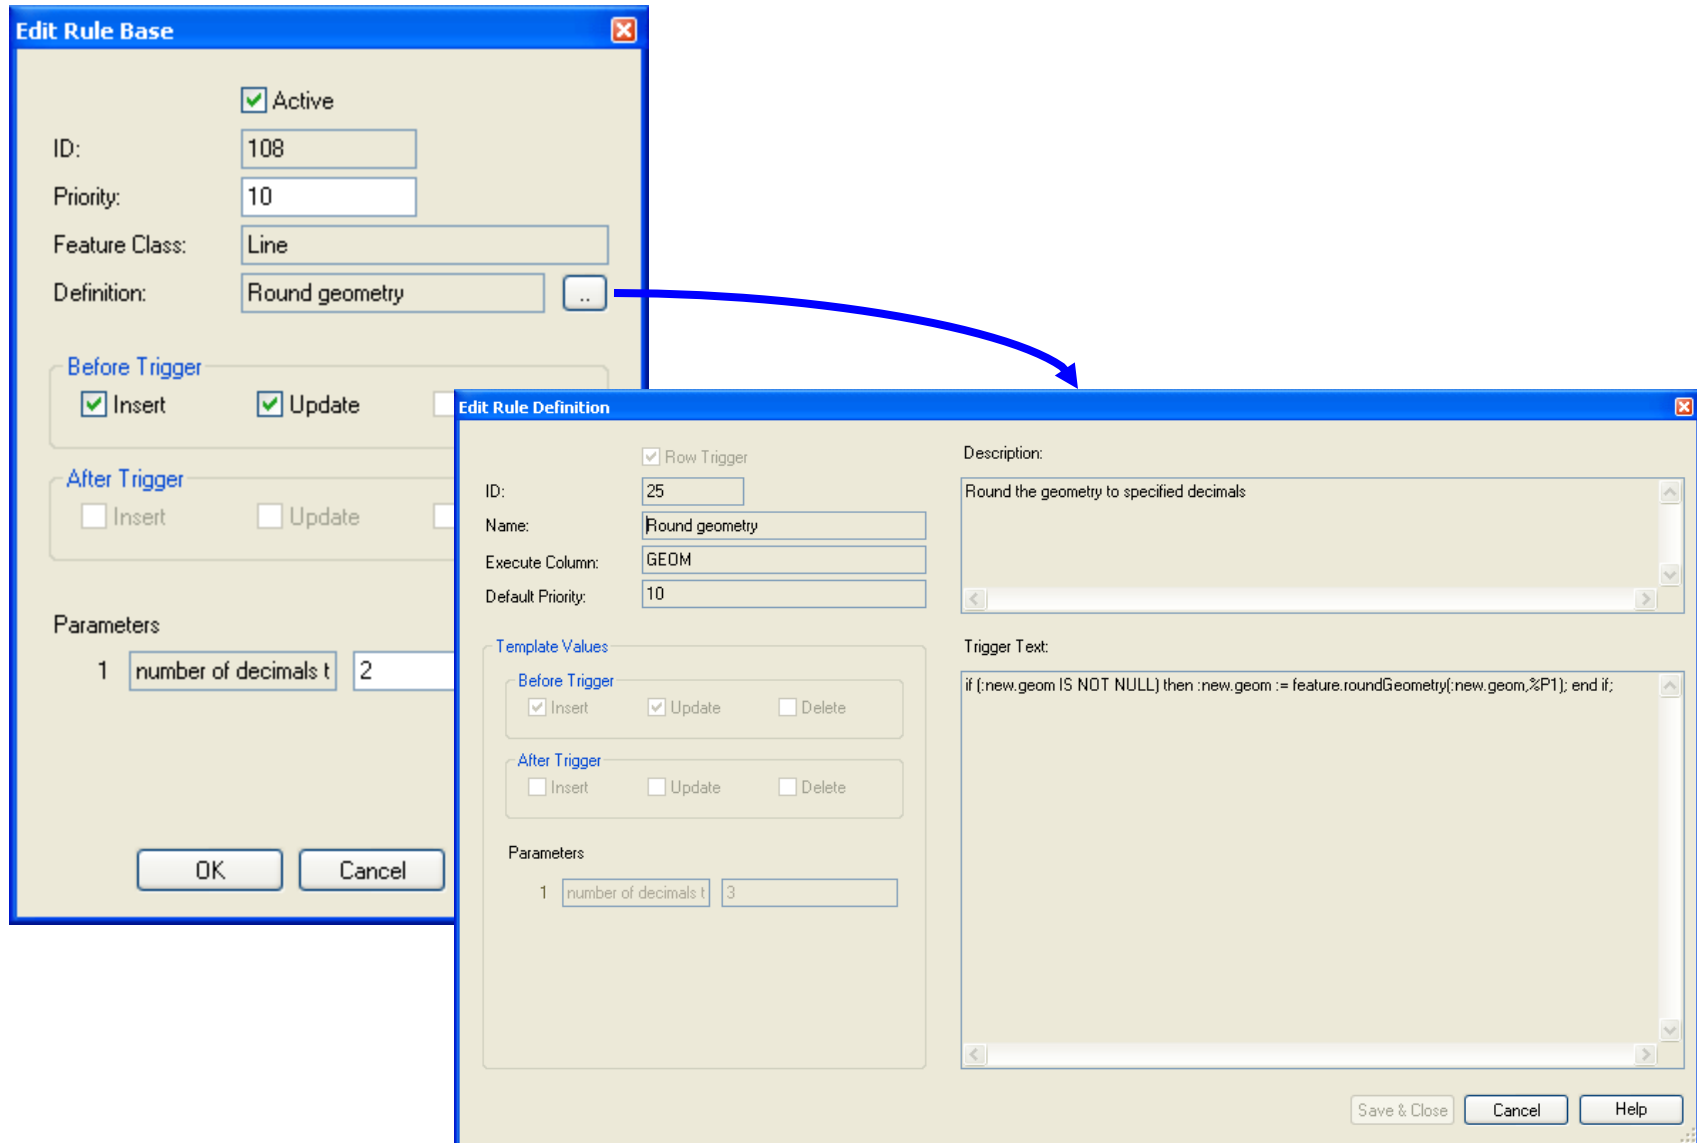 Edit Rule Base
Active
ID: 108
Priority: 10
Feature Class: Line
Definition: Round geometry ..
Before Trigger
Insert Update
After Trigger
Insert Update
Parameters
1 number of decimals t 2
OK Cancel
Edit Rule Definition
Row Trigger
ID: 25
Name: Round geometry
Execute Column: GEOM
Default Priority: 10
Template Values
Before Trigger
Insert Update Delete
After Trigger
Insert Update Delete
Parameters
1 number of decimals t 3
Description:
Round the geometry to specified decimals
Trigger Text:
if (:new.geom IS NOT NULL) then :new.geom := feature.roundGeometry(:new.geom,%P1); end if;
Save & Close Cancel Help